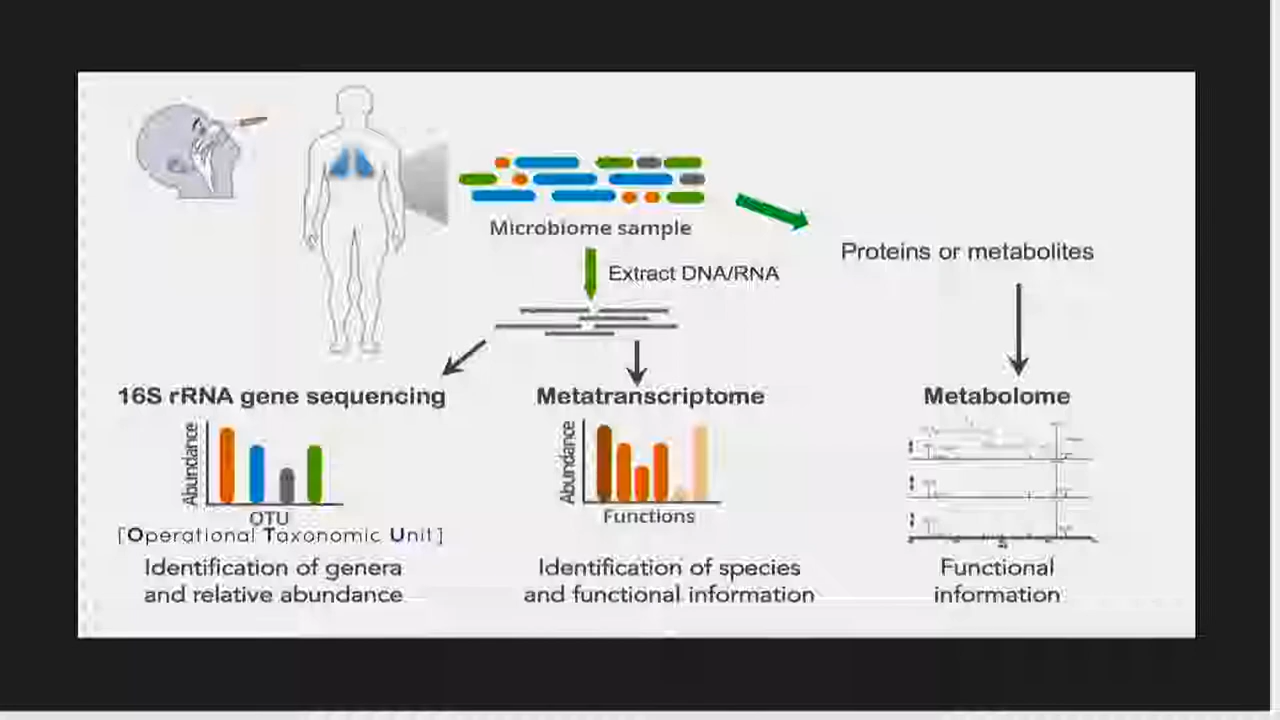 Microbiome sample
Extract DNA/RNA
Proteins or metabolites
16S rRNA gene sequencing
Abundance
OTU
[Operational Taxonomic Unit]
Identification of genera
and relative abundance
Metatranscriptome
Abundance
Functions
Identification of species
and functional information
Metabolome
Functional
information